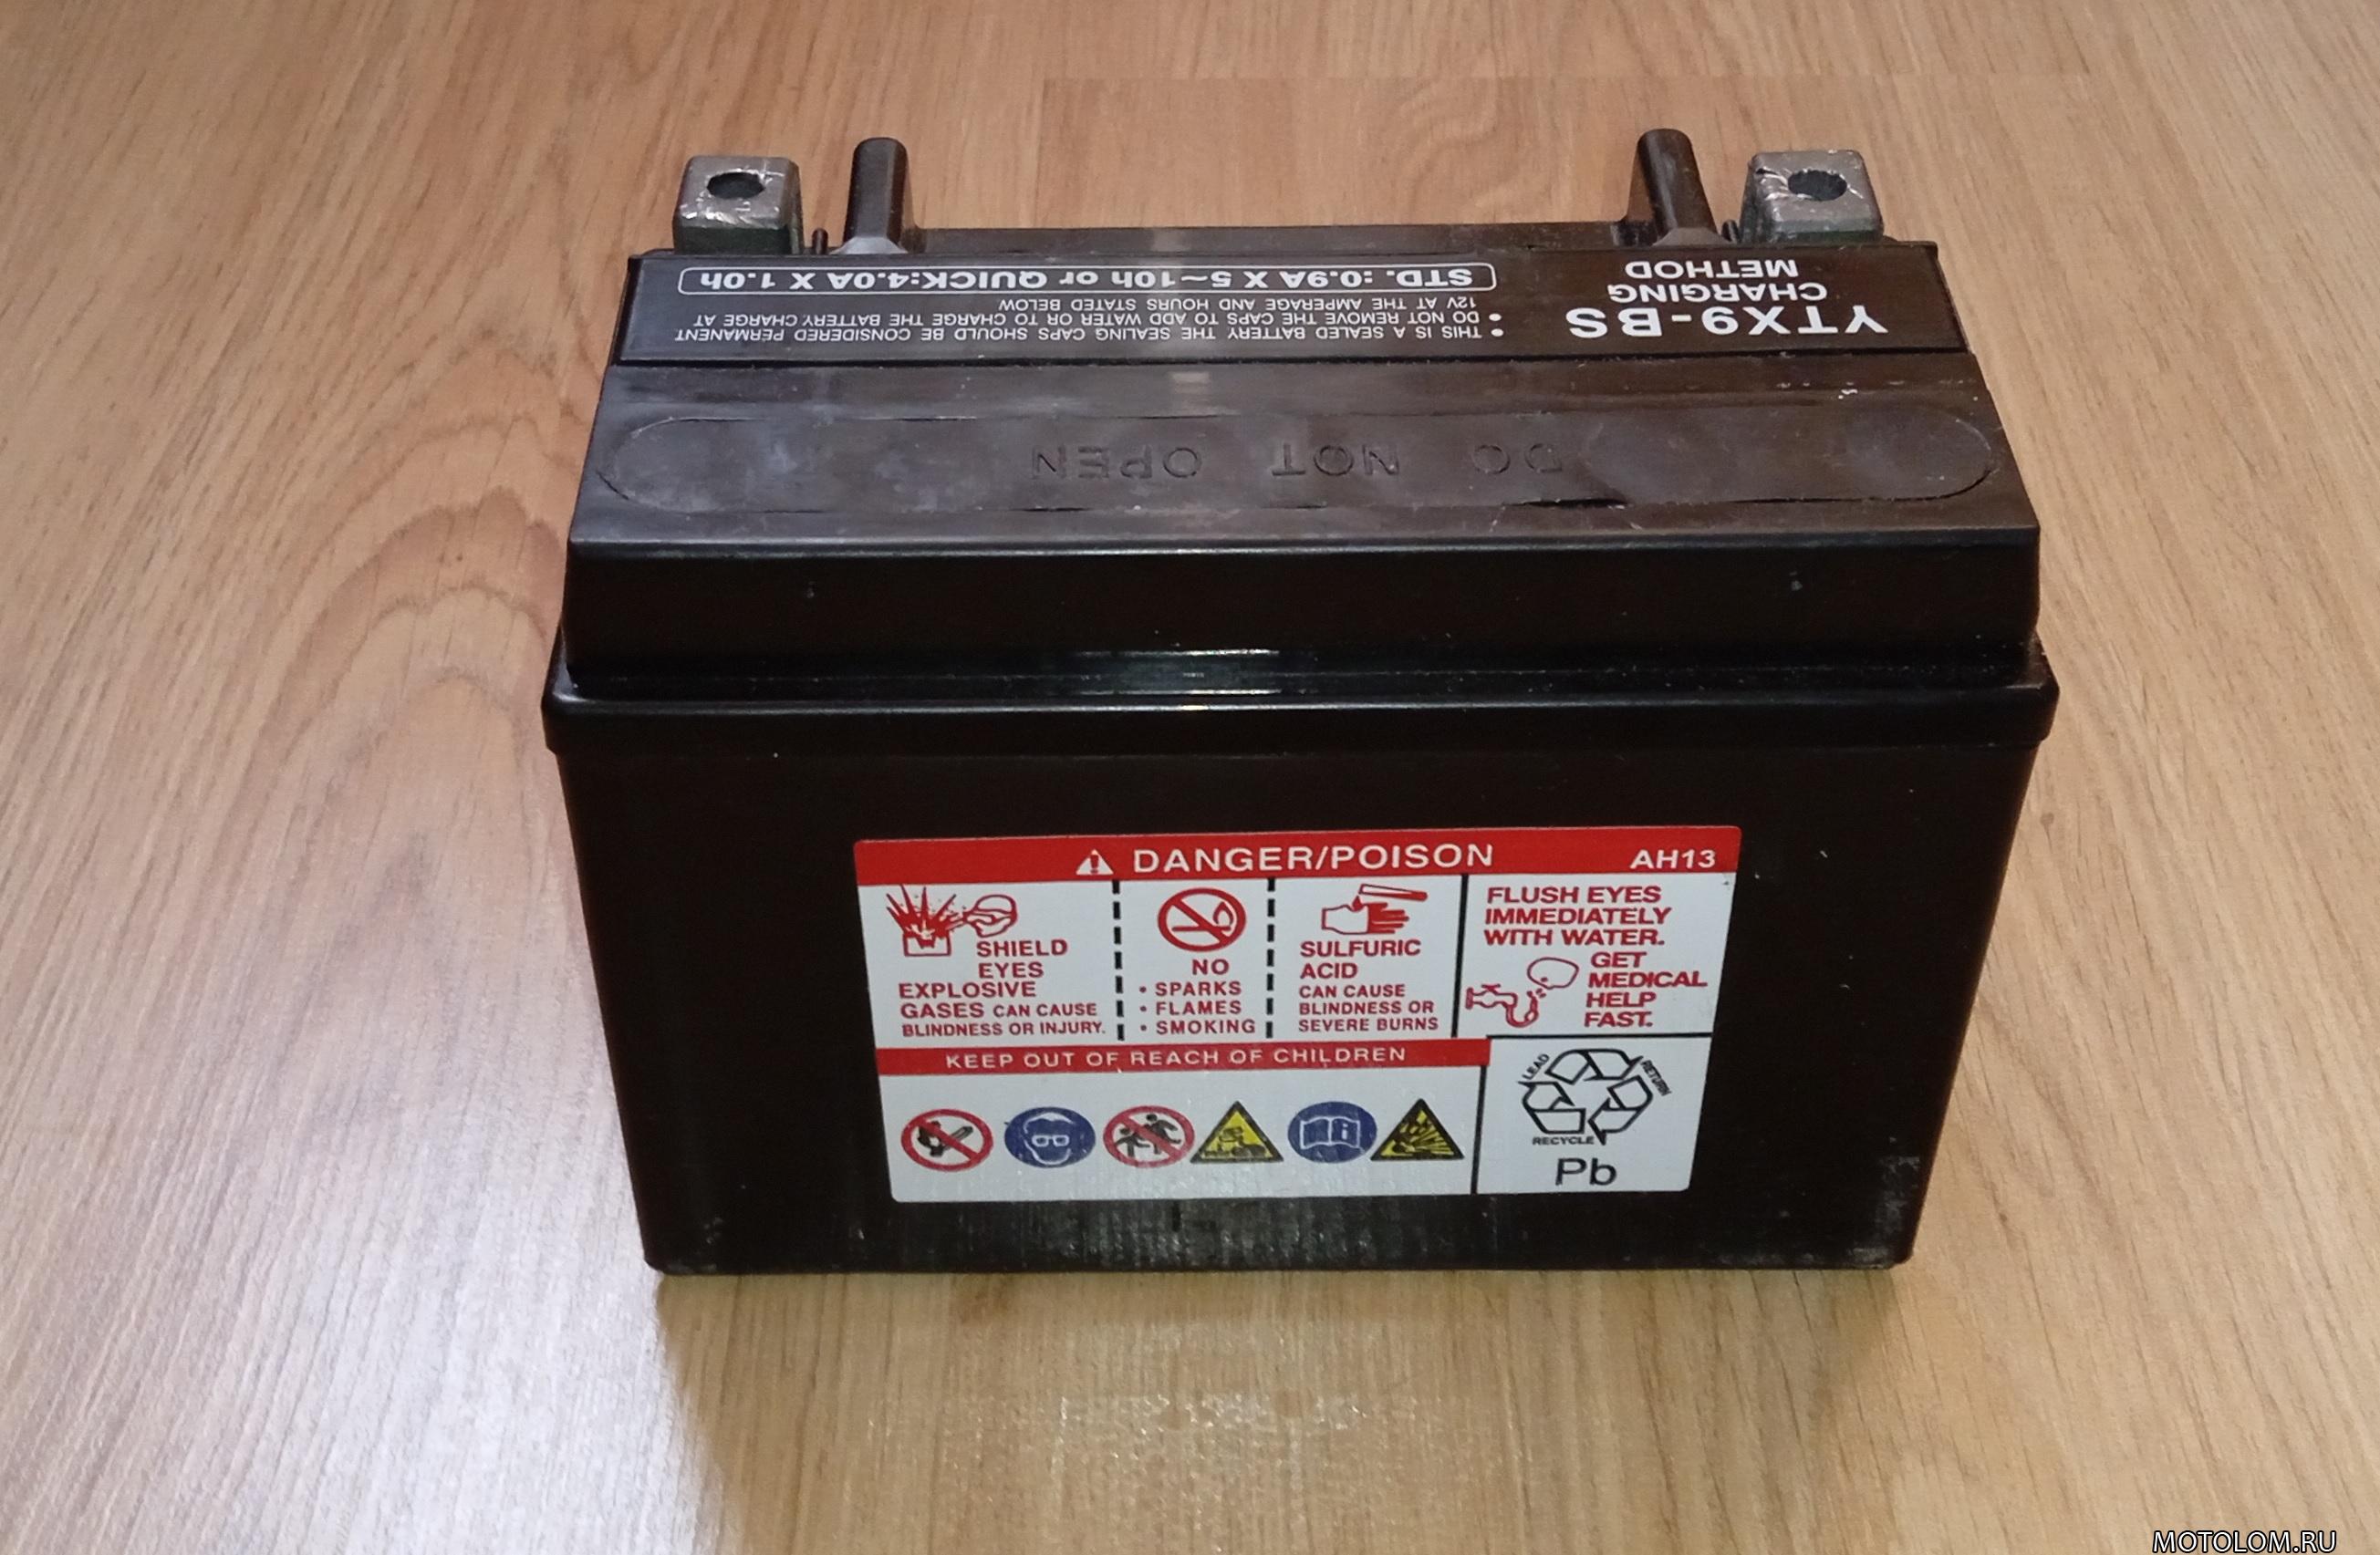 YTX9-BS
CHARGING
METHOD
• THIS IS A SEALED BATTERY THE SEALING CAPS SHOULD BE CONSIDERED PERMANENT
• DO NOT REMOVE THE CAPS TO ADD WATER OR TO CHARGE THE BATTERY.CHARGE AT
12V AT THE AMPERAGE AND HOURS STATED BELOW
STD. :0.9A X 5~10h or QUICK:4.0A X 1.0h
DO NOT OPEN
DANGER/POISON
AH13
SHIELD
EYES
EXPLOSIVE
GASES CAN CAUSE
BLINDNESS OR INJURY.
NO
• SPARKS
• FLAMES
• SMOKING
SULFURIC
ACID
CAN CAUSE
BLINDNESS OR
SEVERE BURNS
FLUSH EYES
IMMEDIATELY
WITH WATER.
GET
MEDICAL
HELP
FAST.
KEEP OUT OF REACH OF CHILDREN
LEAD
RETURN
RECYCLE
Pb
MOTOLOM.RU